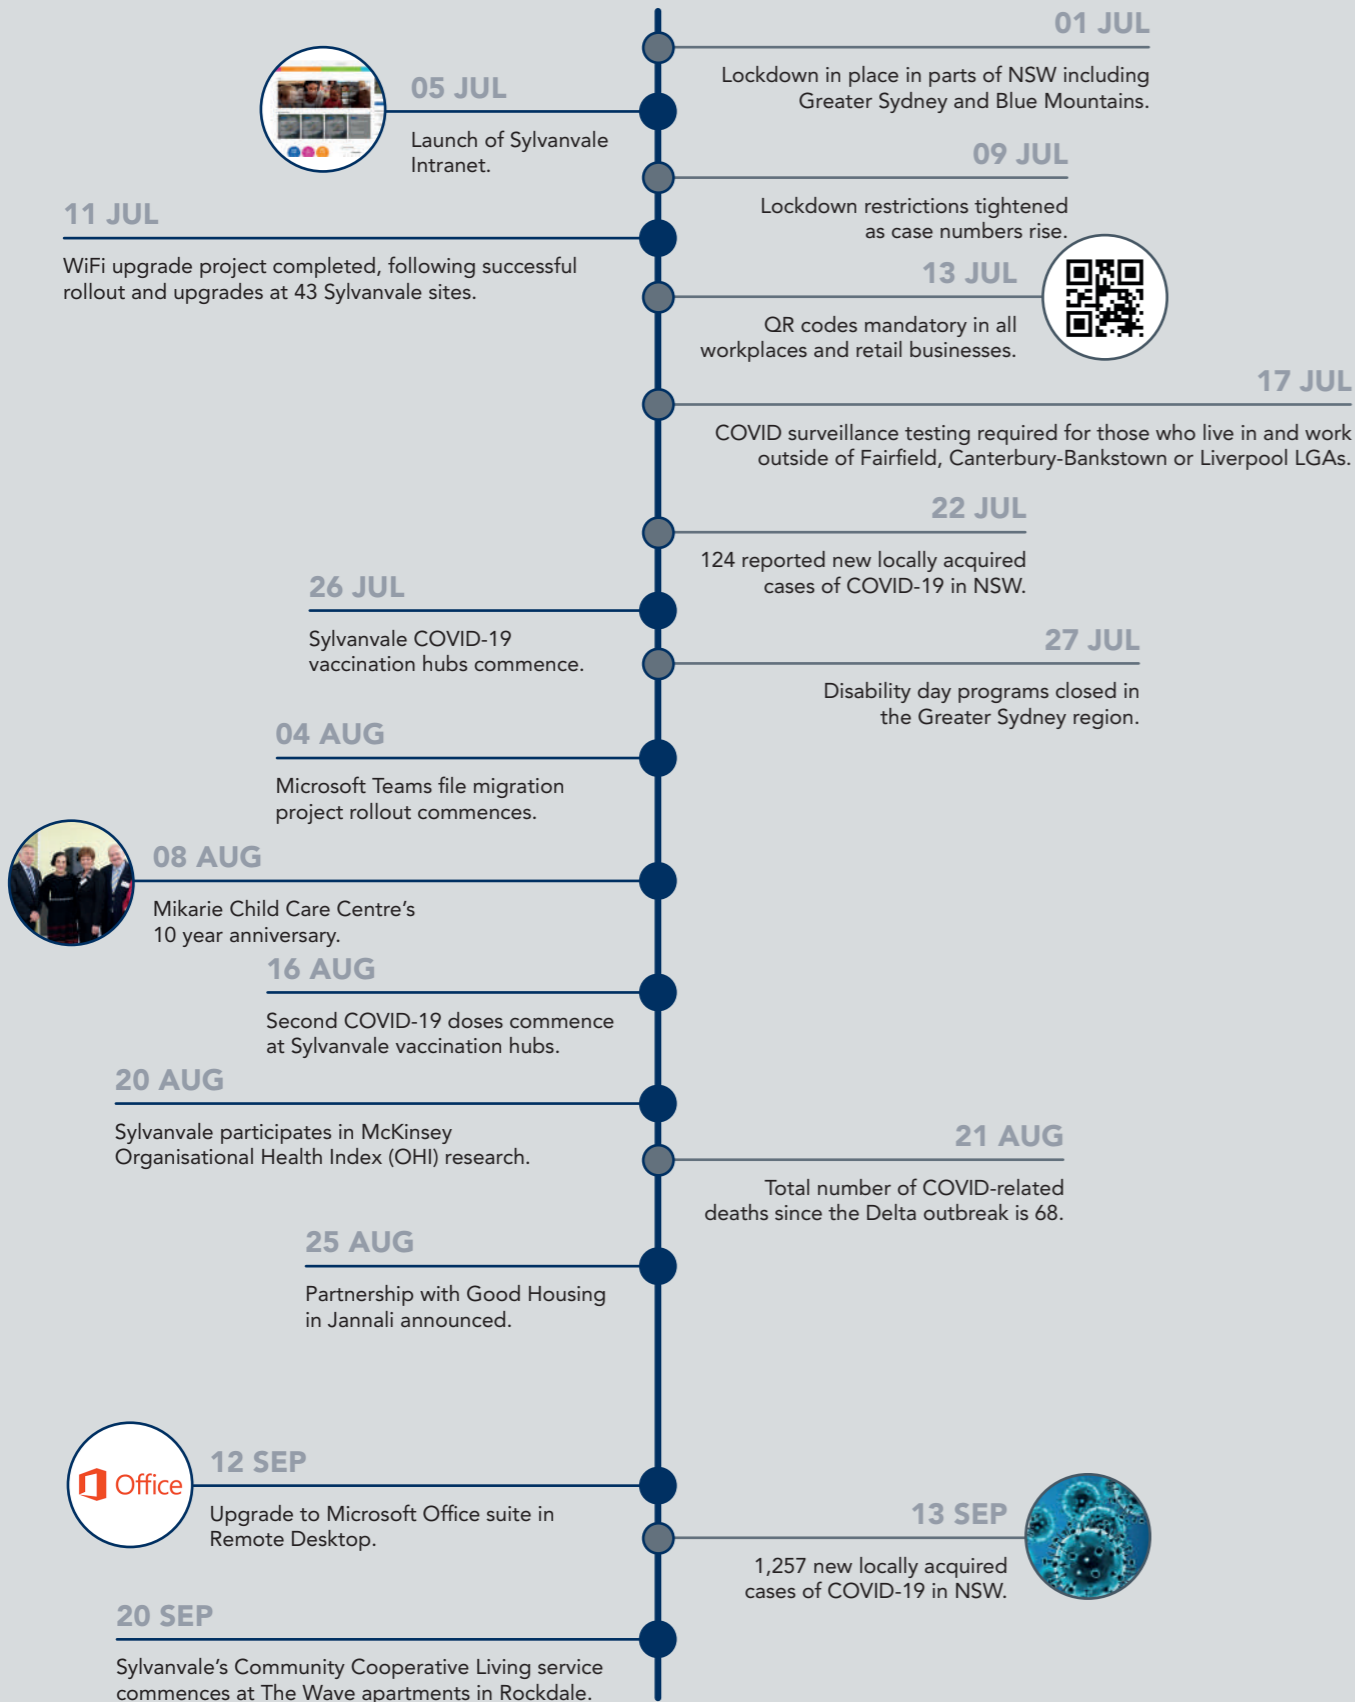 01 JUL
Lockdown in place in parts of NSW including
Greater Sydney and Blue Mountains.
05 JUL
Launch of Sylvanvale
Intranet.
09 JUL
Lockdown restrictions tightened
as case numbers rise.
11 JUL
WiFi upgrade project completed, following successful
rollout and upgrades at 43 Sylvanvale sites.
13 JUL
QR codes mandatory in all
workplaces and retail businesses.
17 JUL
COVID surveillance testing required for those who live in and work
outside of Fairfield, Canterbury-Bankstown or Liverpool LGAs.
22 JUL
124 reported new locally acquired
cases of COVID-19 in NSW.
26 JUL
Sylvanvale COVID-19
vaccination hubs commence.
27 JUL
Disability day programs closed in
the Greater Sydney region.
04 AUG
Microsoft Teams file migration
project rollout commences.
08 AUG
Mikarie Child Care Centre’s
10 year anniversary.
16 AUG
Second COVID-19 doses commence
at Sylvanvale vaccination hubs.
20 AUG
Sylvanvale participates in McKinsey
Organisational Health Index (OHI) research.
21 AUG
Total number of COVID-related
deaths since the Delta outbreak is 68.
25 AUG
Partnership with Good Housing
in Jannali announced.
12 SEP
Office
Upgrade to Microsoft Office suite in
Remote Desktop.
13 SEP
1,257 new locally acquired
cases of COVID-19 in NSW.
20 SEP
Sylvanvale’s Community Cooperative Living service
commences at The Wave apartments in Rockdale.